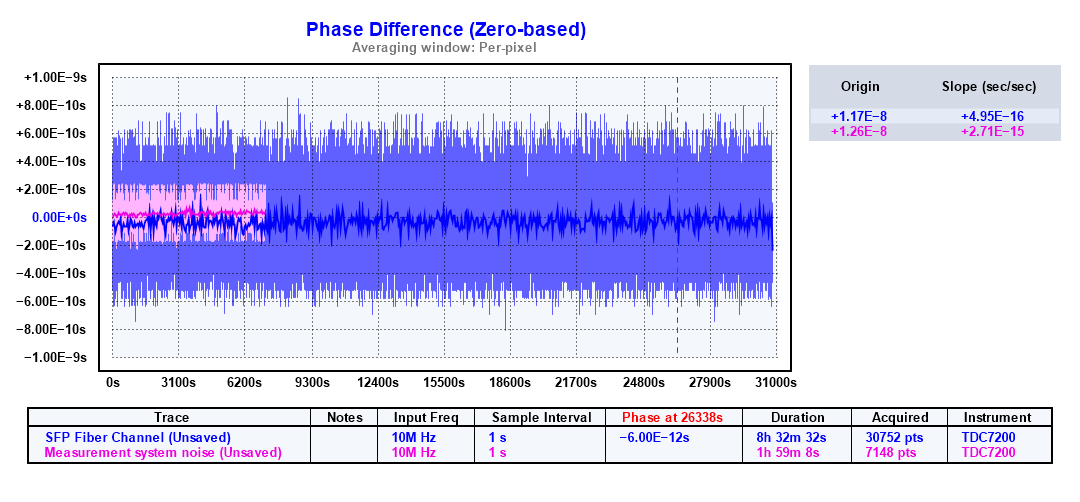 Phase Difference (Zero-based)
Averaging window: Per-pixel
+1.00E−9s
+8.00E−10s
+6.00E−10s
+4.00E−10s
+2.00E−10s
0.00E+0s
−2.00E−10s
−4.00E−10s
−6.00E−10s
−8.00E−10s
−1.00E−9s
0s 3100s 6200s 9300s 12400s 15500s 18600s 21700s 24800s 27900s 31000s
Origin Slope (sec/sec)
+1.17E−8 +4.95E−16
+1.26E−8 +2.71E−15
Trace Notes Input Freq Sample Interval Phase at 26338s Duration Acquired Instrument
SFP Fiber Channel (Unsaved) 10M Hz 1 s −6.00E−12s 8h 32m 32s 30752 pts TDC7200
Measurement system noise (Unsaved) 10M Hz 1 s 1h 59m 8s 7148 pts TDC7200